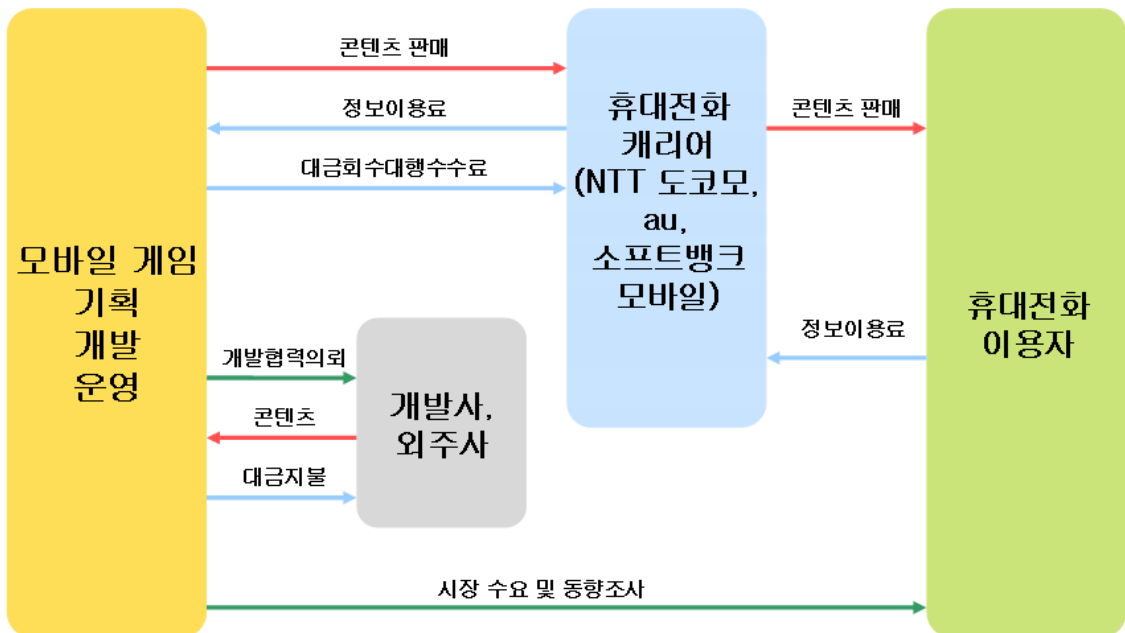 콘텐츠 판매
정보이용료
대금회수대행수수료
모바일 게임
기획
개발
운영
휴대전화
캐리어
(NTT 도코모,
au,
소프트뱅크
모바일)
콘텐츠 판매
정보이용료
휴대전화
이용자
개발협력의뢰
콘텐츠
대금지불
개발사,
외주사
시장 수요 및 동향조사